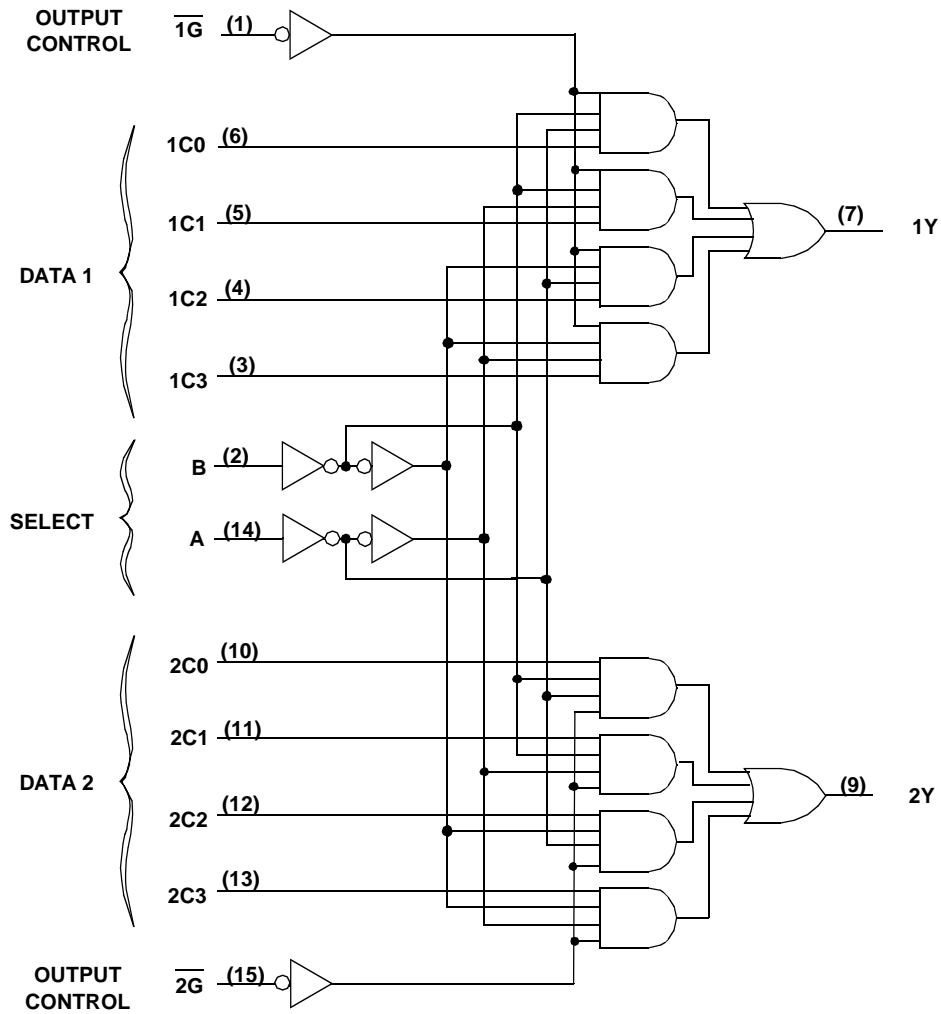 OUTPUT
CONTROL
1G (1)
1C0 (6)
1C1 (5)
(7) 1Y
DATA 1
1C2 (4)
1C3 (3)
B (2)
SELECT
A (14)
2C0 (10)
2C1 (11)
DATA 2
2C2 (12)
(9) 2Y
2C3 (13)
OUTPUT
CONTROL
2G (15)